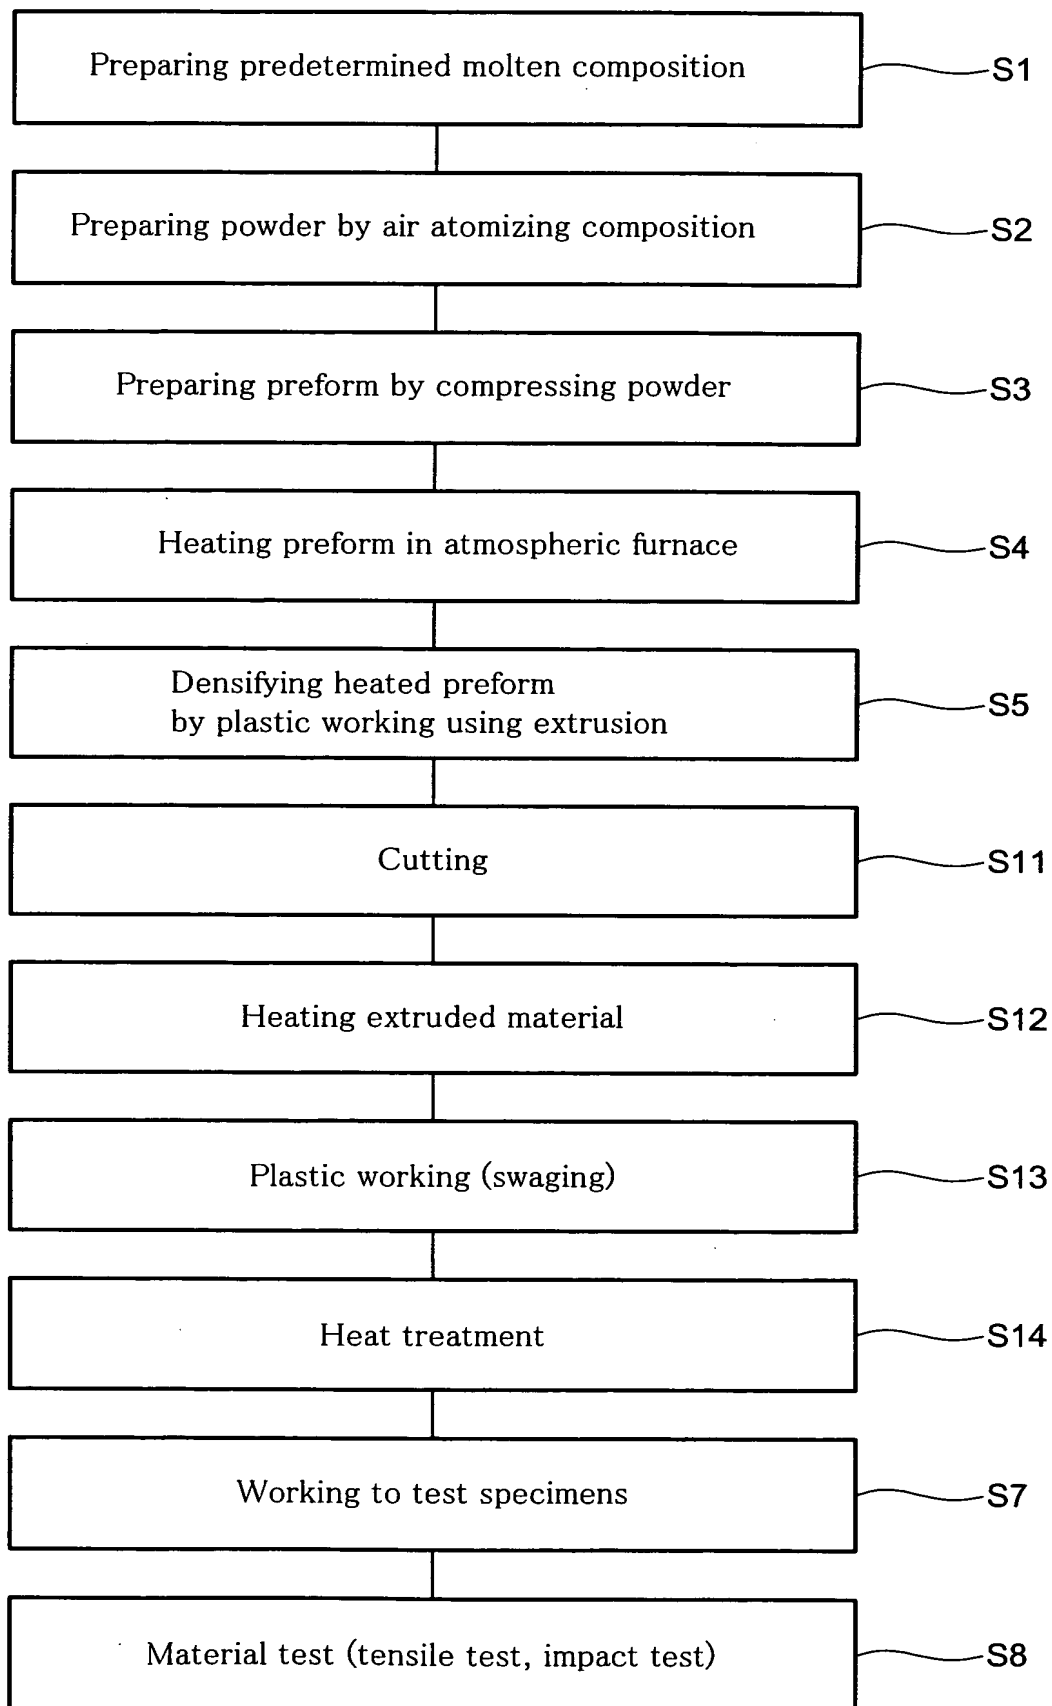 Preparing predetermined molten composition
S1
Preparing powder by air atomizing composition
S2
Preparing preform by compressing powder
S3
Heating preform in atmospheric furnace
S4
Densifying heated preform
by plastic working using extrusion
S5
Cutting
S11
Heating extruded material
S12
Plastic working (swaging)
S13
Heat treatment
S14
Working to test specimens
S7
Material test (tensile test, impact test)
S8